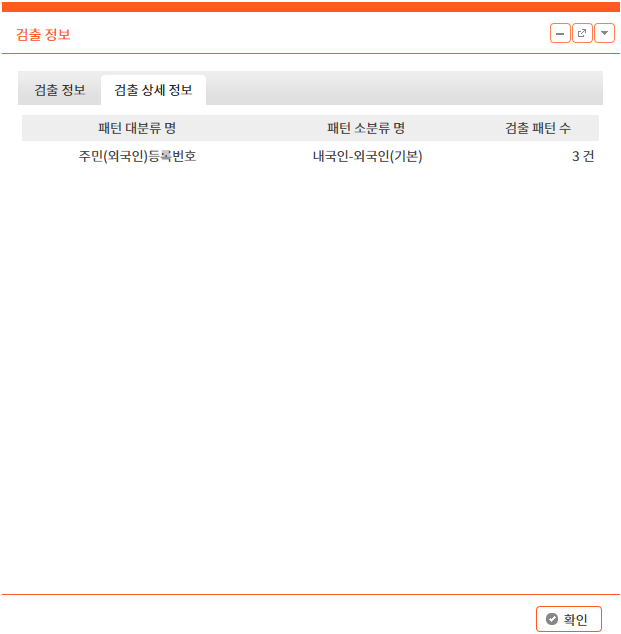 검출 정보
검출 정보 검출 상세 정보
패턴 대분류 명 패턴 소분류 명 검출 패턴 수
주민(외국인)등록번호 내국인-외국인(기본) 3 건
확인